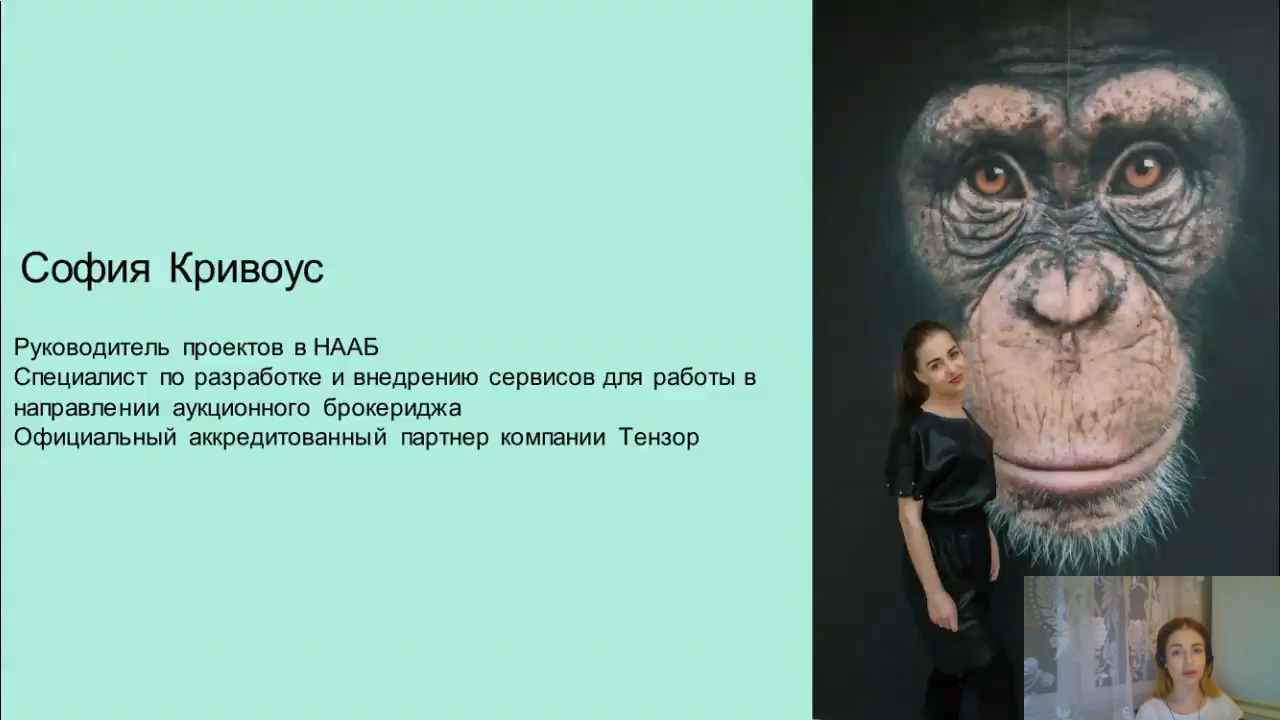 София Кривоус
Руководитель проектов в НААБ
Специалист по разработке и внедрению сервисов для работы в
направлении аукционного брокериджа
Официальный аккредитованный партнер компании Тензор